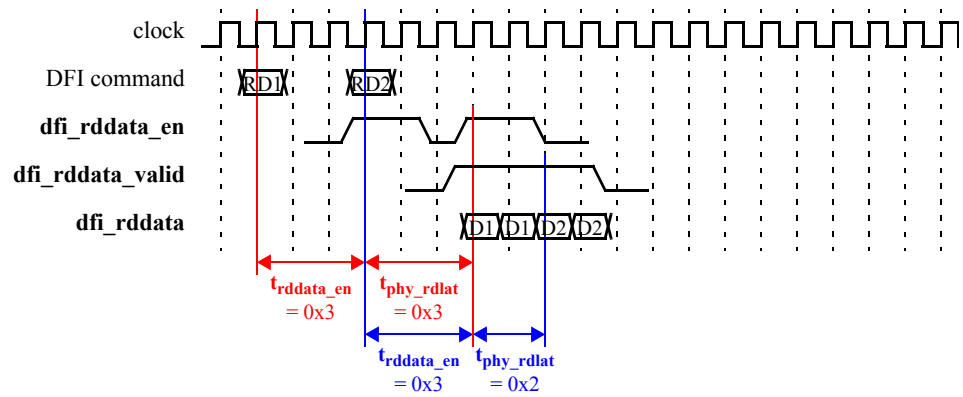 clock
DFI command RD1 RD2
dfi_rddata_en
dfi_rddata_valid
dfi_rddata D1 D1 D2 D2
trddata_en tphy_rdlat
= 0x3 = 0x3
trddata_en tphy_rdlat
= 0x3 = 0x2